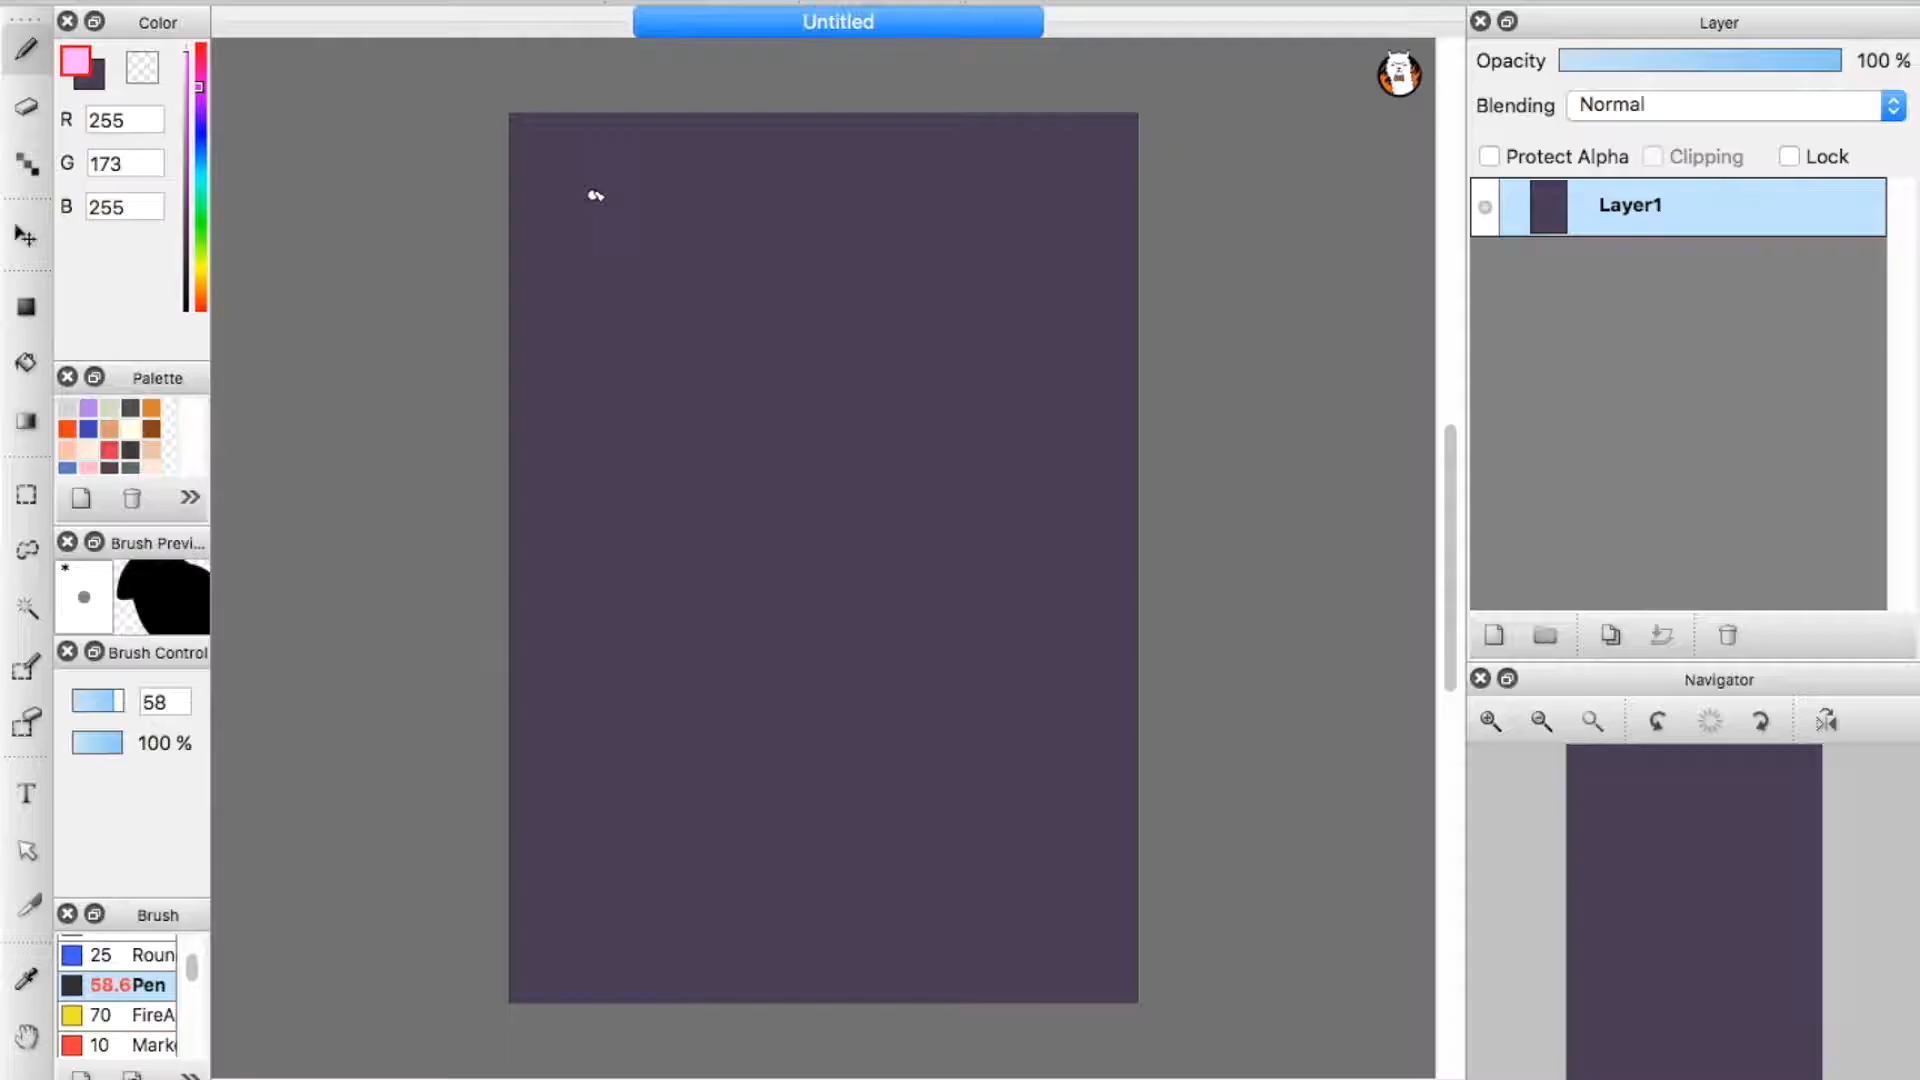 Color
Untitled
Layer
Opacity 100 %
Blending Normal
R 255
G 173
B 255
Protect Alpha Clipping Lock
Layer1
Palette
Brush Previ...
*
Brush Control
58
100 %
Navigator
T
Brush
25 Roun
58.6 Pen
70 FireA
10 Mark